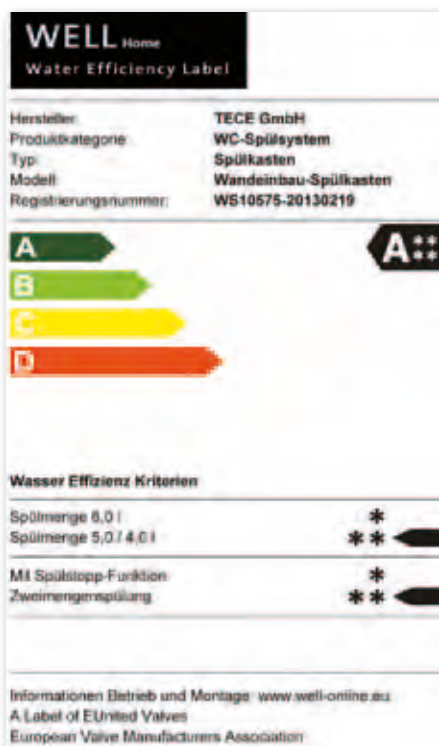 WELL Home
Water Efficiency Label
Hersteller: TECE GmbH
Produktkategorie: WC-Spülsystem
Typ: Spülkasten
Modell: Wandeinbau-Spülkasten
Registrierungsnummer: WS10575-20130219
A A****
B
C
D
Wasser Effizienz Kriterien
Spülmenge 6,0 l *
Spülmenge 5,0 / 4,0 l **
Mit Spülstopp-Funktion *
Zweimengenspülung **
Informationen Betrieb und Montage: www.well-online.eu
A Label of EUnited Valves
European Valve Manufacturers Association